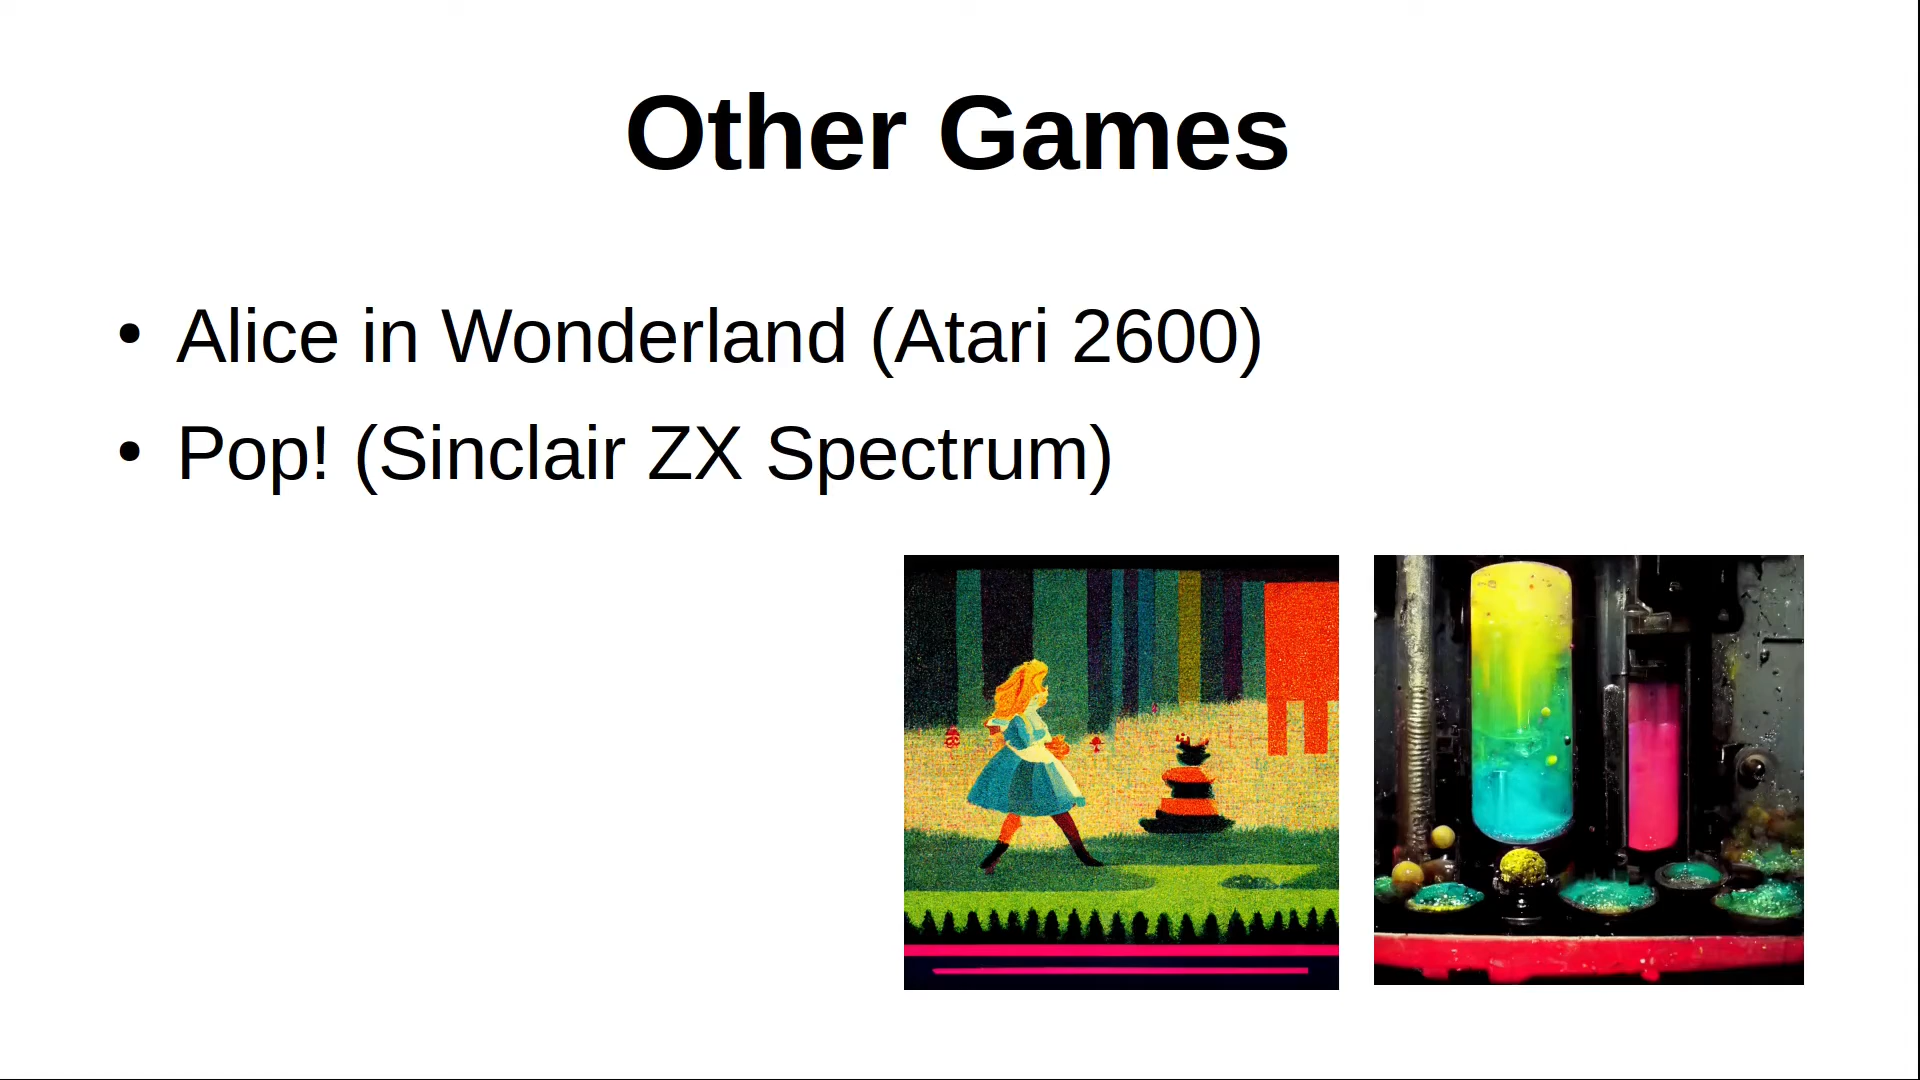 Other Games
• Alice in Wonderland (Atari 2600)
• Pop! (Sinclair ZX Spectrum)